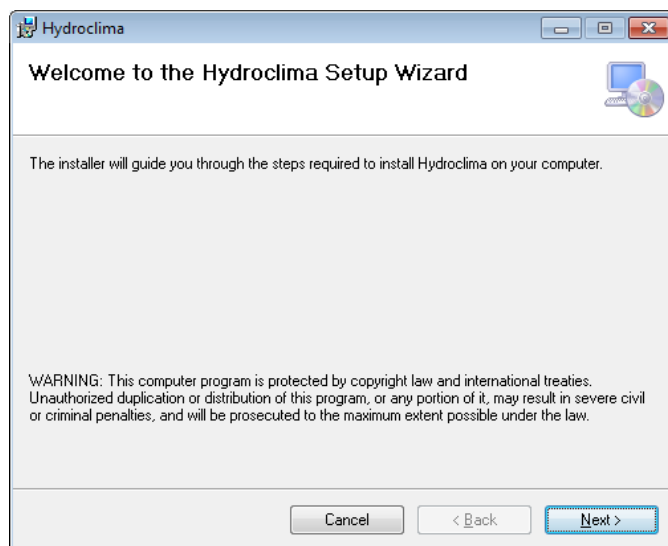 Hydroclima
Welcome to the Hydroclima Setup Wizard
The installer will guide you through the steps required to install Hydroclima on your computer.
WARNING: This computer program is protected by copyright law and international treaties.
Unauthorized duplication or distribution of this program, or any portion of it, may result in severe civil
or criminal penalties, and will be prosecuted to the maximum extent possible under the law.
Cancel < Back Next >